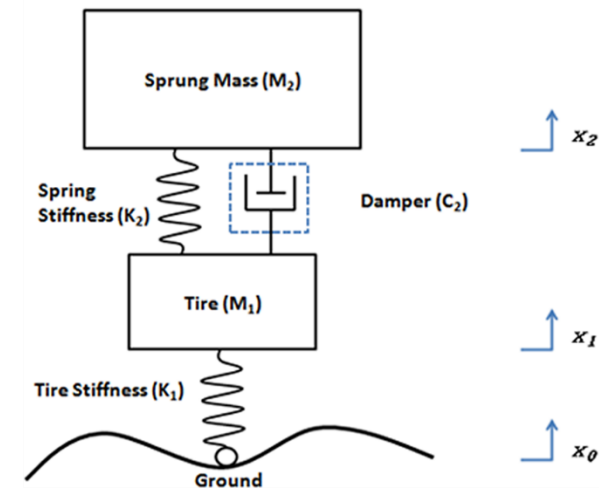 Sprung Mass (M₂)
X₂
Spring
Stiffness (K₂)
Damper (C₂)
Tire (M₁)
X₁
Tire Stiffness (K₁)
X₀
Ground